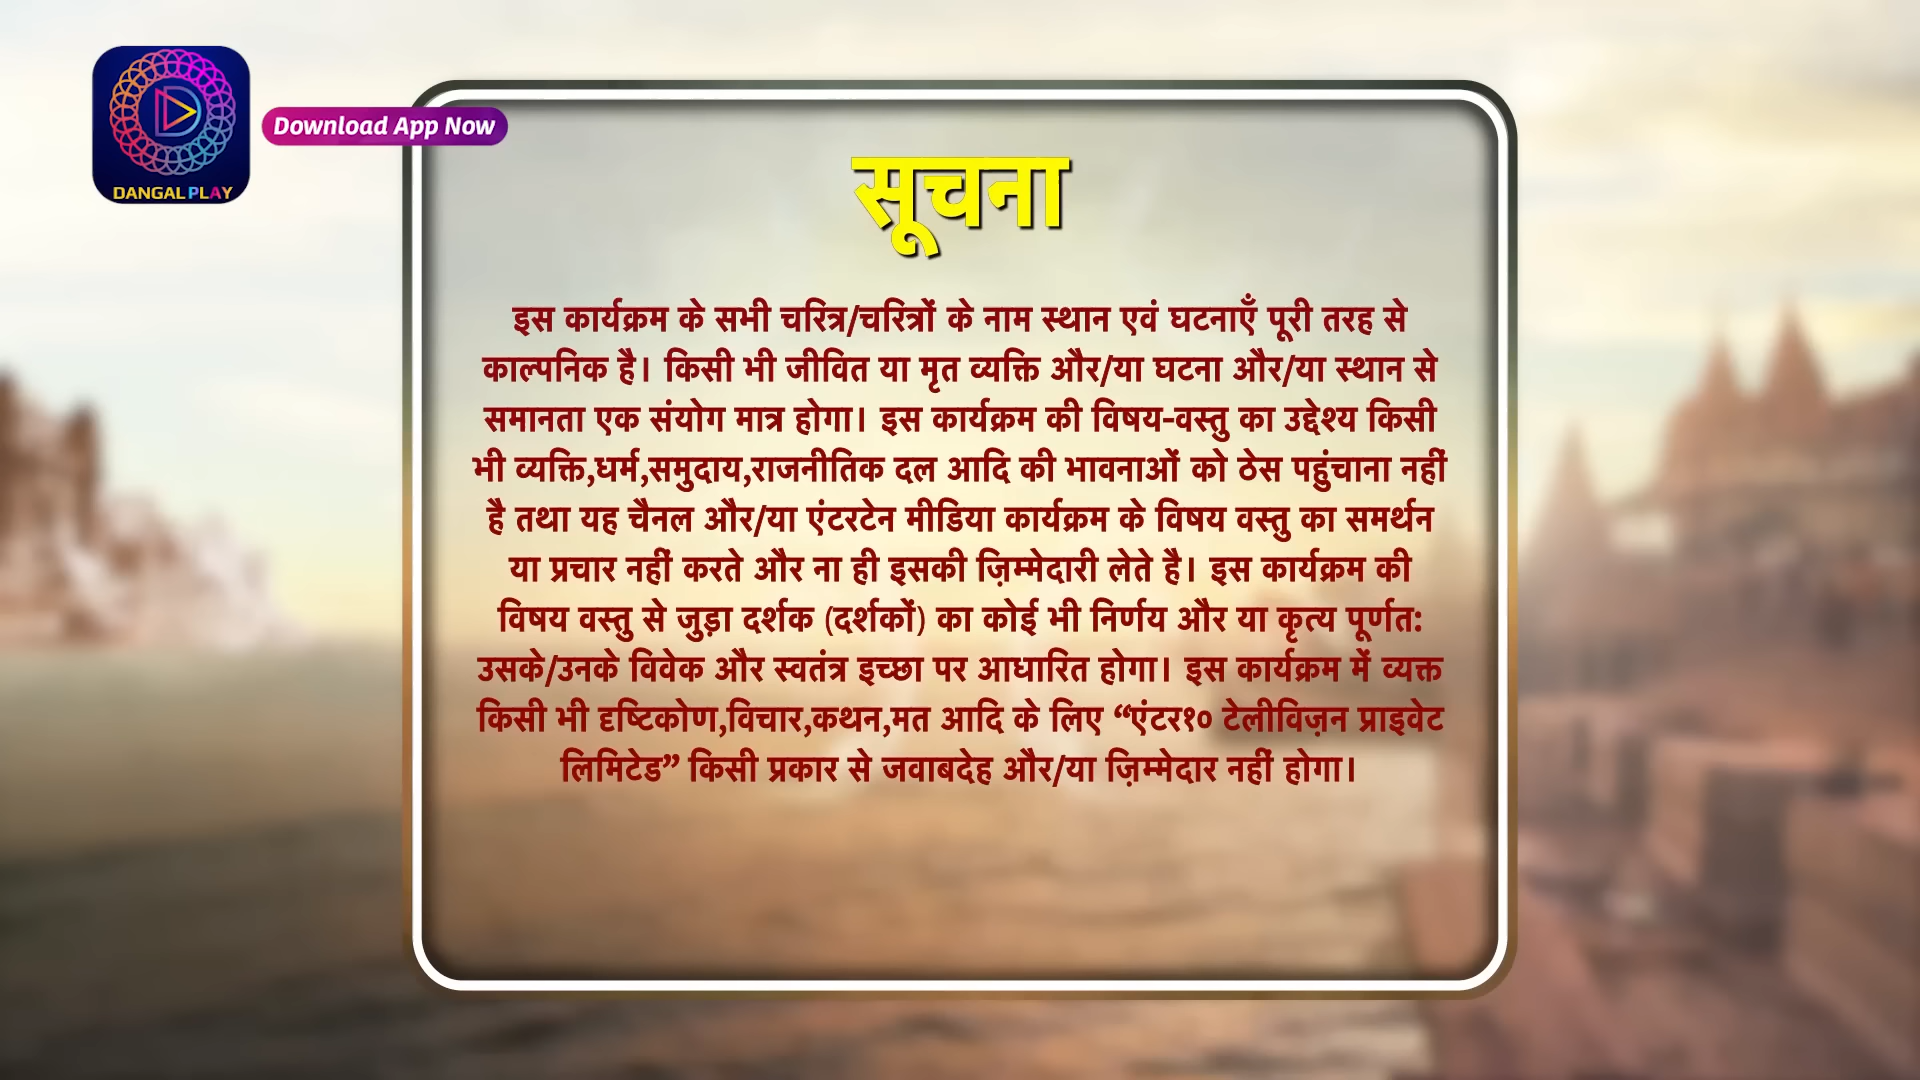 DANGAL PLAY
Download App Now
सूचना
इस कार्यक्रम के सभी चरित्र/चरित्रों के नाम स्थान एवं घटनाएँ पूरी तरह से
काल्पनिक है। किसी भी जीवित या मृत व्यक्ति और/या घटना और/या स्थान से
समानता एक संयोग मात्र होगा। इस कार्यक्रम की विषय-वस्तु का उद्देश्य किसी
भी व्यक्ति,धर्म,समुदाय,राजनीतिक दल आदि की भावनाओं को ठेस पहुंचाना नहीं
है तथा यह चैनल और/या एंटरटेन मीडिया कार्यक्रम के विषय वस्तु का समर्थन
या प्रचार नहीं करते और ना ही इसकी ज़िम्मेदारी लेते है। इस कार्यक्रम की
विषय वस्तु से जुड़ा दर्शक (दर्शकों) का कोई भी निर्णय और या कृत्य पूर्णत:
उसके/उनके विवेक और स्वतंत्र इच्छा पर आधारित होगा। इस कार्यक्रम में व्यक्त
किसी भी दृष्टिकोण,विचार,कथन,मत आदि के लिए “एंटर१० टेलीविज़न प्राइवेट
लिमिटेड” किसी प्रकार से जवाबदेह और/या ज़िम्मेदार नहीं होगा।